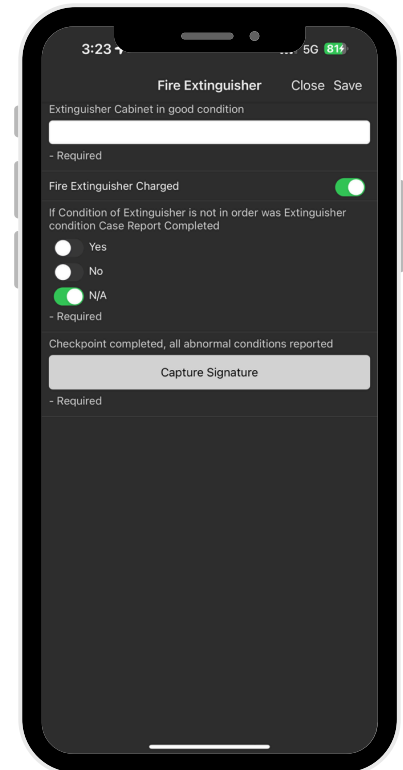 3:23 5G 81
Fire Extinguisher Close Save
Extinguisher Cabinet in good condition
- Required
Fire Extinguisher Charged
If Condition of Extinguisher is not in order was Extinguisher
condition Case Report Completed
Yes
No
N/A
- Required
Checkpoint completed, all abnormal conditions reported
Capture Signature
- Required